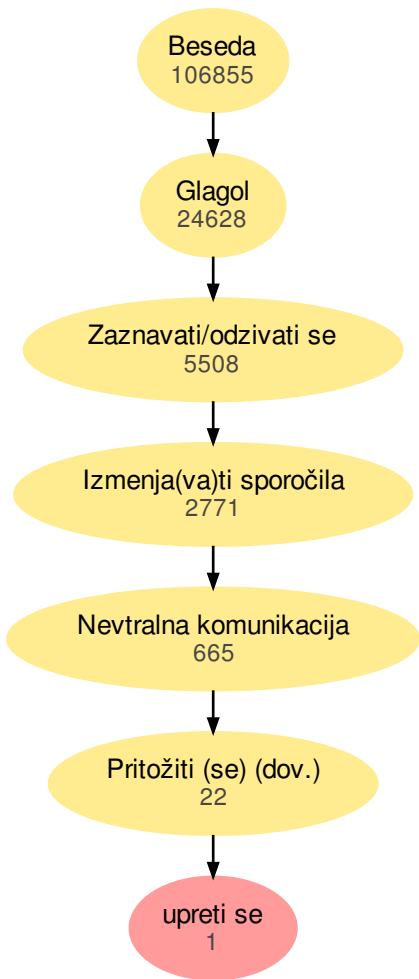 Beseda
106855
Glagol
24628
Zaznavati/odzivati se
5508
Izmenja(va)ti sporočila
2771
Nevtralna komunikacija
665
Pritožiti (se) (dov.)
22
upreti se
1